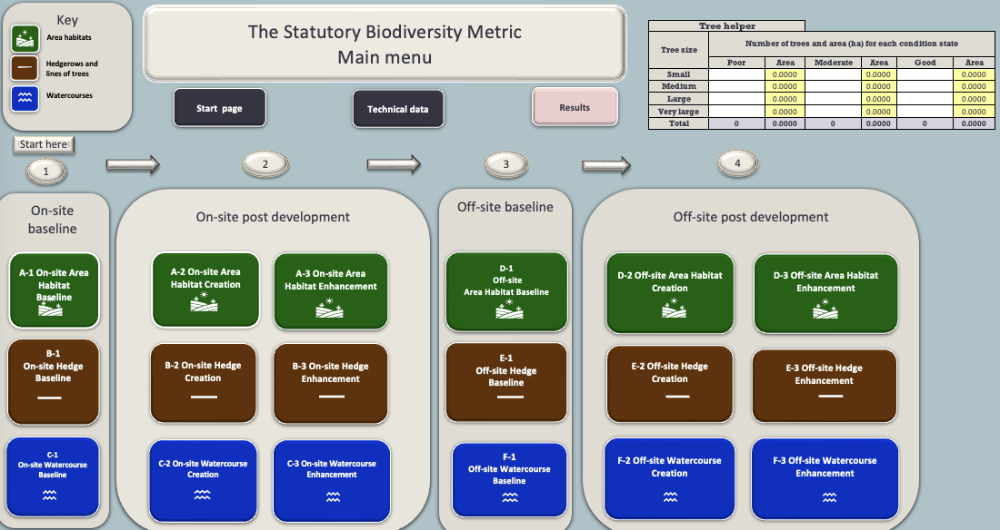 Key
Area habitats
Hedgerows and
lines of trees
Watercourses
The Statutory Biodiversity Metric
Main menu
Start page
Technical data
Results
Tree helper
Tree size
Number of trees and area (ha) for each condition state
Poor Area Moderate Area Good Area
Small 0.0000 0.0000 0.0000
Medium 0.0000 0.0000 0.0000
Large 0.0000 0.0000 0.0000
Very large 0.0000 0.0000 0.0000
Total 0 0.0000 0 0.0000 0 0.0000
Start here
1
2
3
4
On-site
baseline
A-1 On-site Area
Habitat
Baseline
B-1
On-site Hedge
Baseline
C-1
On-site Watercourse
Baseline
On-site post development
A-2 On-site Area
Habitat Creation
A-3 On-site Area
Habitat Enhancement
B-2 On-site Hedge
Creation
B-3 On-site Hedge
Enhancement
C-2 On-site Watercourse
Creation
C-3 On-site Watercourse
Enhancement
Off-site baseline
D-1
Off-site
Area Habitat Baseline
E-1
Off-site Hedge
Baseline
F-1
Off-site Watercourse
Baseline
Off-site post development
D-2 Off-site Area Habitat
Creation
D-3 Off-site Area Habitat
Enhancement
E-2 Off-site Hedge
Creation
E-3 Off-site Hedge
Enhancement
F-2 Off-site Watercourse
Creation
F-3 Off-site Watercourse
Enhancement